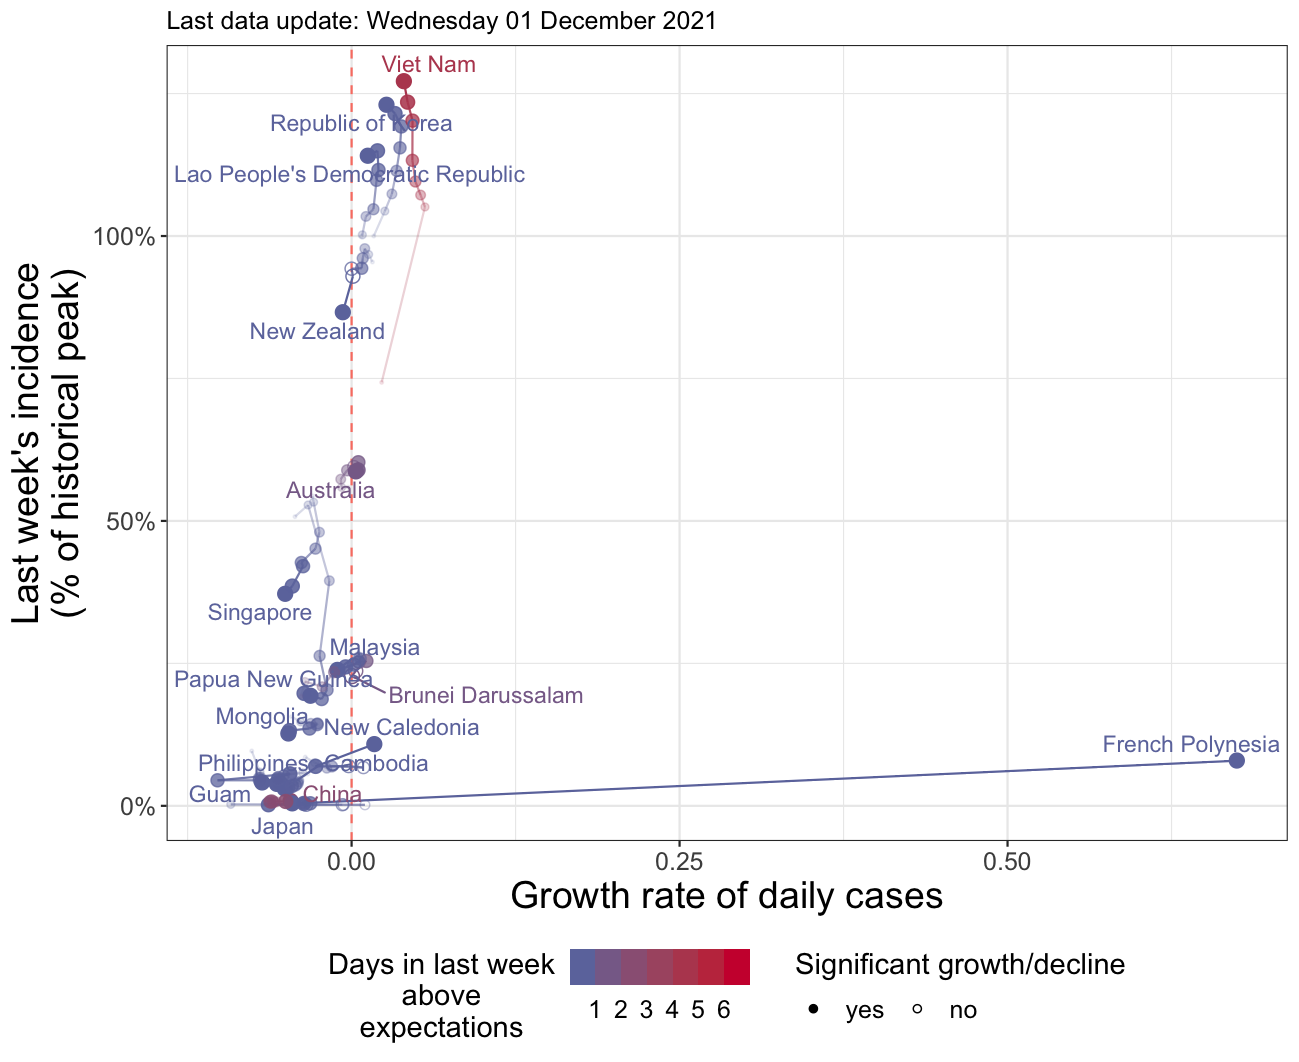 Last data update: Wednesday 01 December 2021
Viet Nam
Republic of Korea
Lao People's Democratic Republic
100%
New Zealand
Last week's incidence
(% of historical peak)
Australia
50%
Singapore
Malaysia
Papua New Guinea
Brunei Darussalam
Mongolia
New Caledonia
French Polynesia
Philippines
Cambodia
Guam
China
0%
Japan
0.00
0.25
0.50
Growth rate of daily cases
Days in last week
above
expectations
1 2 3 4 5 6
Significant growth/decline
yes
no